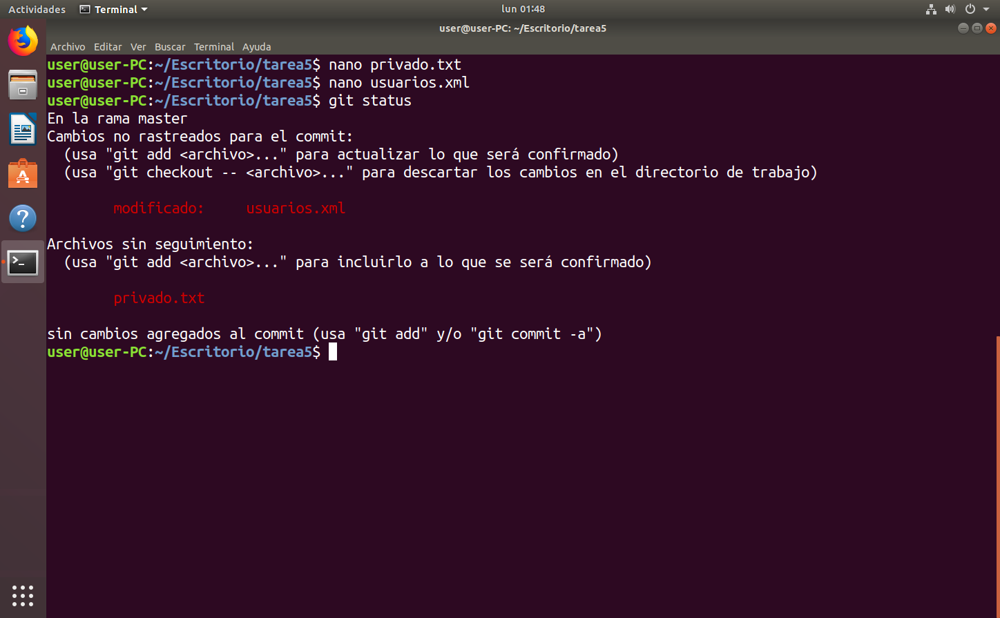 Actividades Terminal lun 01:48
user@user-PC: ~/Escritorio/tarea5
Archivo Editar Ver Buscar Terminal Ayuda
user@user-PC:~/Escritorio/tarea5$ nano privado.txt
user@user-PC:~/Escritorio/tarea5$ nano usuarios.xml
user@user-PC:~/Escritorio/tarea5$ git status
En la rama master
Cambios no rastreados para el commit:
  (usa "git add <archivo>..." para actualizar lo que será confirmado)
  (usa "git checkout -- <archivo>..." para descartar los cambios en el directorio de trabajo)
        modificado:     usuarios.xml
Archivos sin seguimiento:
  (usa "git add <archivo>..." para incluirlo a lo que se será confirmado)
        privado.txt
sin cambios agregados al commit (usa "git add" y/o "git commit -a")
user@user-PC:~/Escritorio/tarea5$